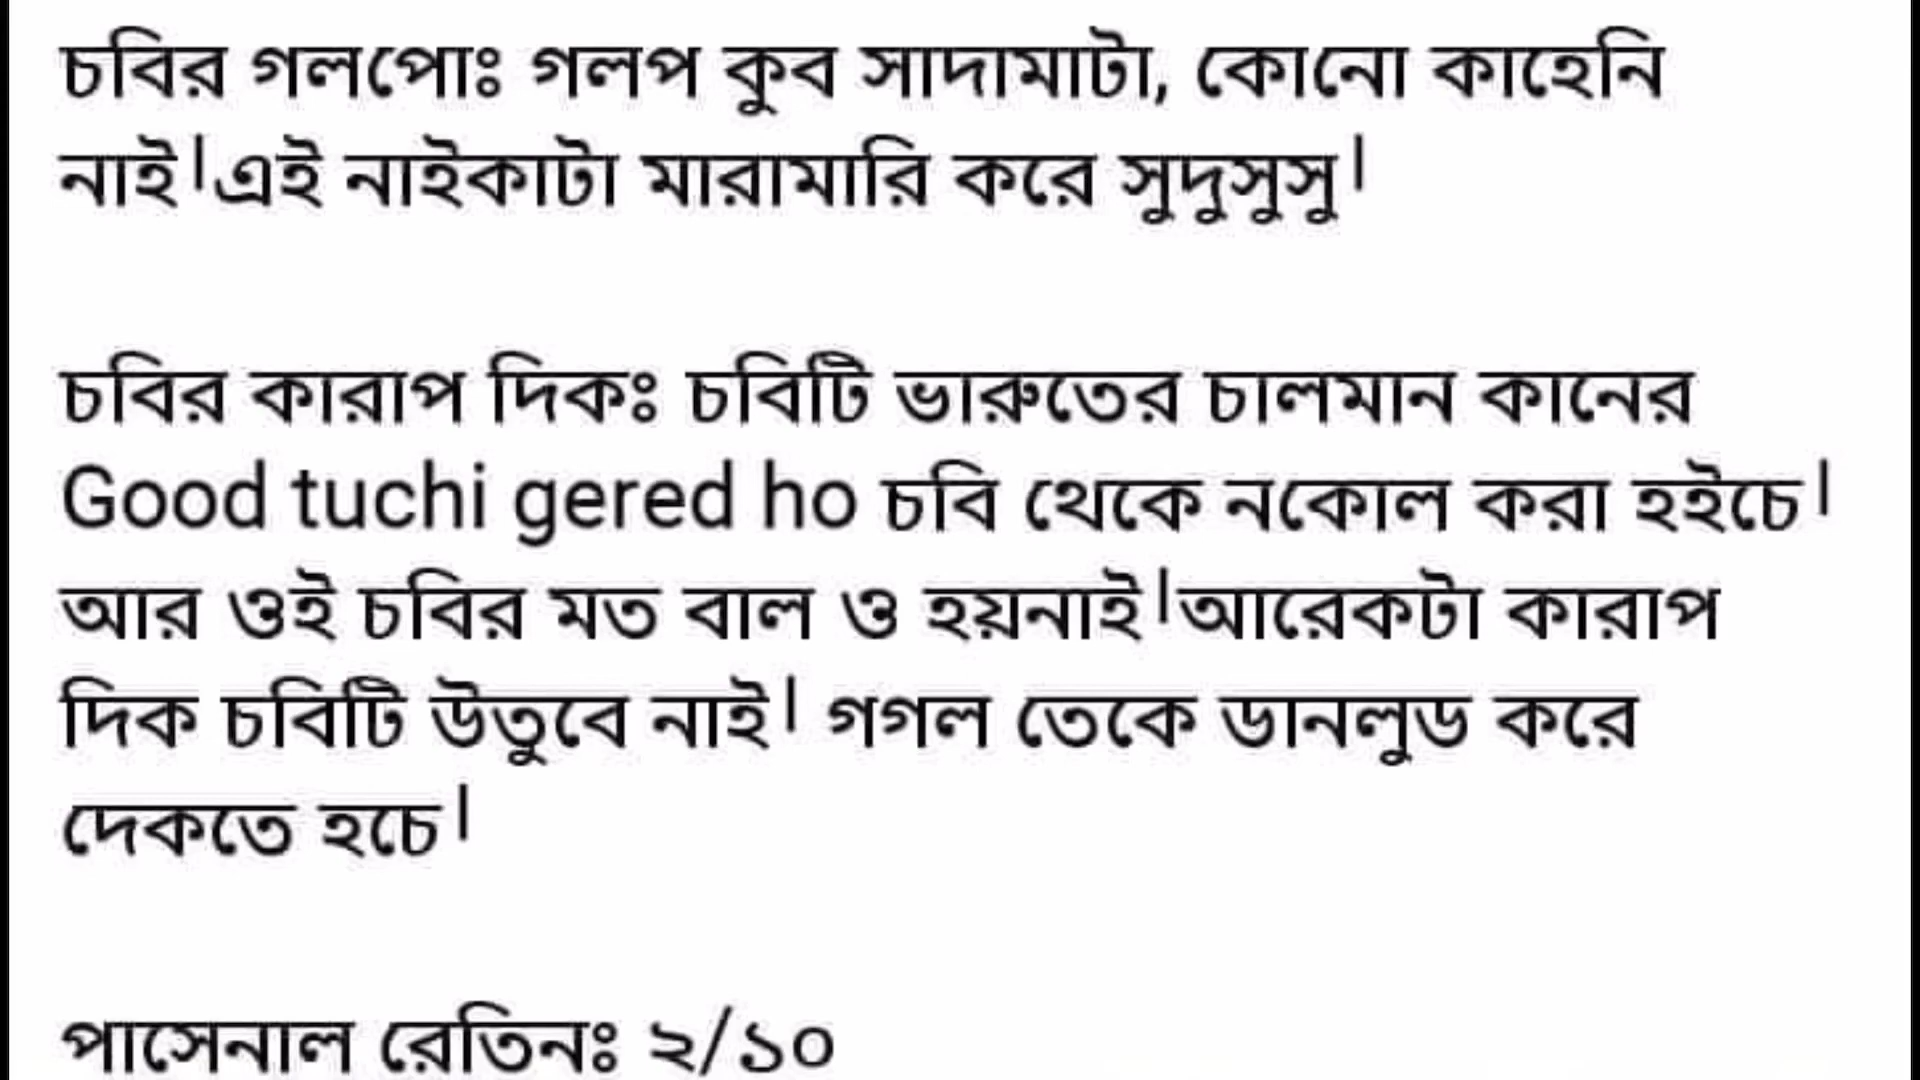 চবির গলপোঃ গলপ কুব সাদামাটা, কোনো কাহেনি
নাই।এই নাইকাটা মারামারি করে সুদুসুসু।
চবির কারাপ দিকঃ চবিটি ভারুতের চালমান কানের
Good tuchi gered ho চবি থেকে নকোল করা হইচে।
আর ওই চবির মত বাল ও হয়নাই।আরেকটা কারাপ
দিক চবিটি উতুবে নাই। গগল তেকে ডানলুড করে
দেকতে হচে।
পাসেনাল রেতিনঃ ২/১০